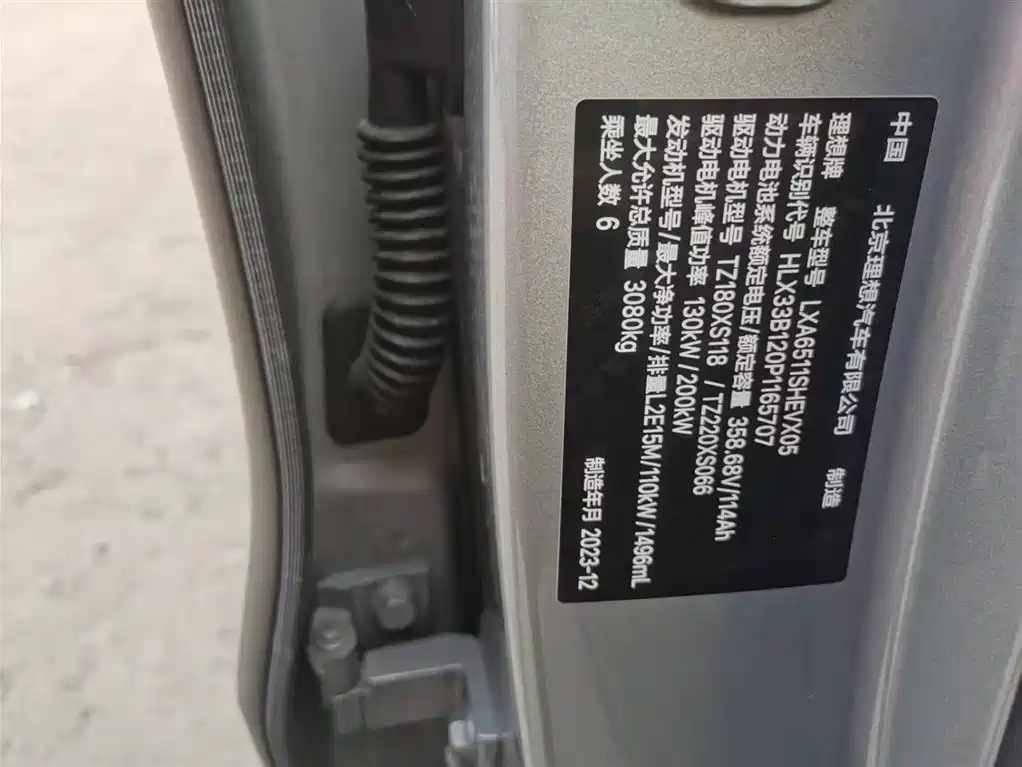 中国 北京理想汽车有限公司 制造
理想牌 整车型号 LXA6511SHEVX05
车辆识别代号 HLX33B120P1165707
动力电池系统额定电压/额定容量 358.68V/114Ah
驱动电机型号 TZ180XS118 / TZ220XS066
驱动电机峰值功率 130kW / 200kW
发动机型号/最大净功率/排量L2E15M/110kW/1496mL
最大允许总质量 3080kg
乘坐人数 6 制造年月 2023-12